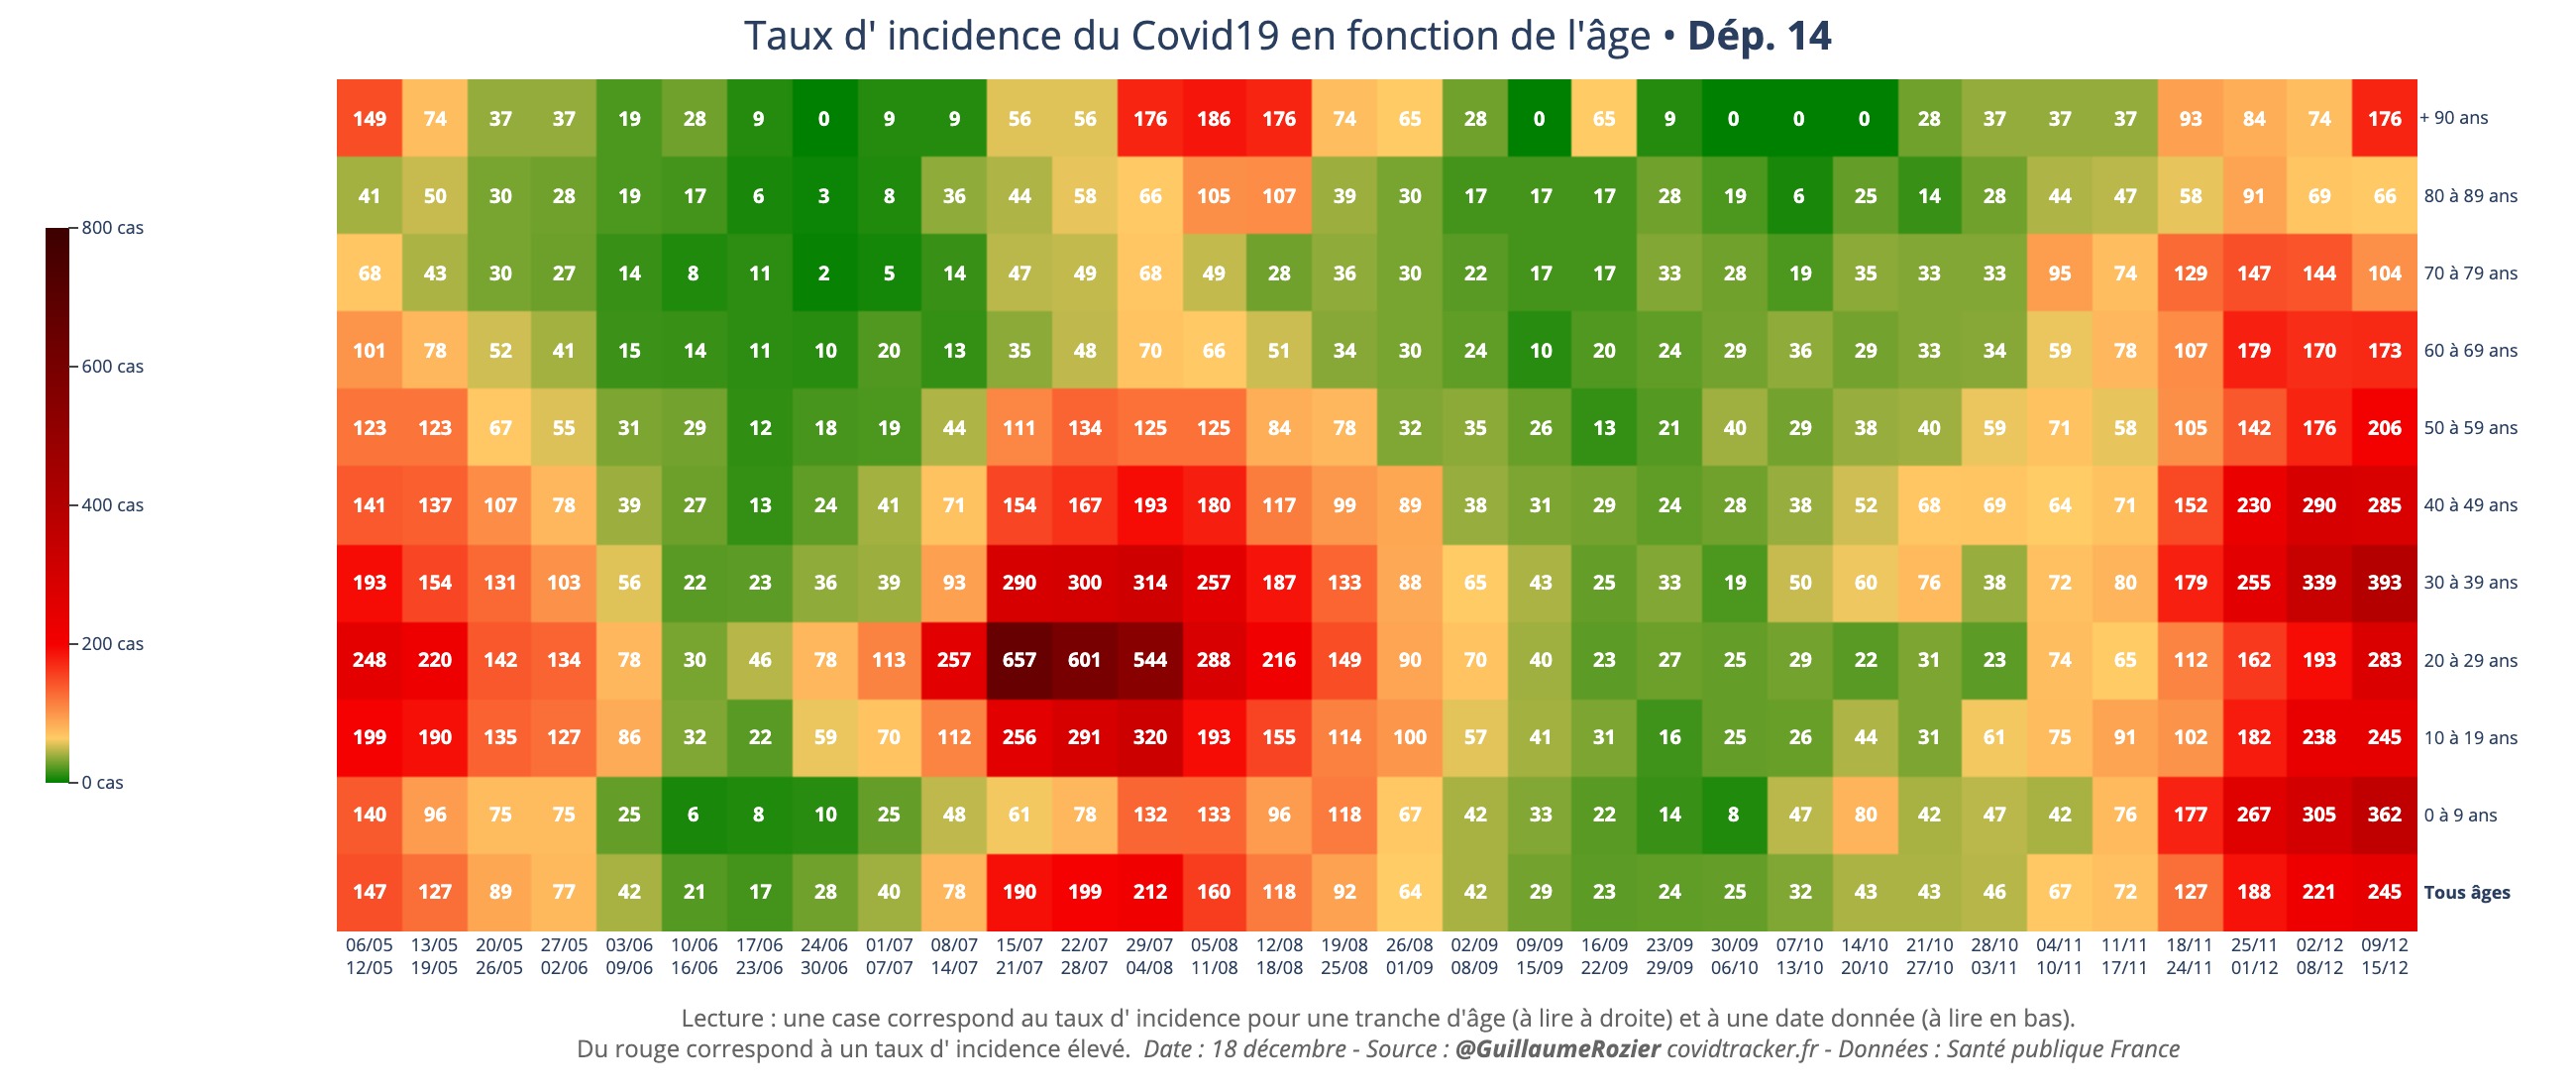 Taux d' incidence du Covid19 en fonction de l'âge • Dép. 14
800 cas
600 cas
400 cas
200 cas
0 cas
149 74 37 37 19 28 9 0 9 9 56 56 176 186 176 74 65 28 0 65 9 0 0 0 28 37 37 37 93 84 74 176 + 90 ans
41 50 30 28 19 17 6 3 8 36 44 58 66 105 107 39 30 17 17 17 28 19 6 25 14 28 44 47 58 91 69 66 80 à 89 ans
68 43 30 27 14 8 11 2 5 14 47 49 68 49 28 36 30 22 17 17 33 28 19 35 33 33 95 74 129 147 144 104 70 à 79 ans
101 78 52 41 15 14 11 10 20 13 35 48 70 66 51 34 30 24 10 20 24 29 36 29 33 34 59 78 107 179 170 173 60 à 69 ans
123 123 67 55 31 29 12 18 19 44 111 134 125 125 84 78 32 35 26 13 21 40 29 38 40 59 71 58 105 142 176 206 50 à 59 ans
141 137 107 78 39 27 13 24 41 71 154 167 193 180 117 99 89 38 31 29 24 28 38 52 68 69 64 71 152 230 290 285 40 à 49 ans
193 154 131 103 56 22 23 36 39 93 290 300 314 257 187 133 88 65 43 25 33 19 50 60 76 38 72 80 179 255 339 393 30 à 39 ans
248 220 142 134 78 30 46 78 113 257 657 601 544 288 216 149 90 70 40 23 27 25 29 22 31 23 74 65 112 162 193 283 20 à 29 ans
199 190 135 127 86 32 22 59 70 112 256 291 320 193 155 114 100 57 41 31 16 25 26 44 31 61 75 91 102 182 238 245 10 à 19 ans
140 96 75 75 25 6 8 10 25 48 61 78 132 133 96 118 67 42 33 22 14 8 47 80 42 47 42 76 177 267 305 362 0 à 9 ans
147 127 89 77 42 21 17 28 40 78 190 199 212 160 118 92 64 42 29 23 24 25 32 43 43 46 67 72 127 188 221 245 Tous âges
06/05 13/05 20/05 27/05 03/06 10/06 17/06 24/06 01/07 08/07 15/07 22/07 29/07 05/08 12/08 19/08 26/08 02/09 09/09 16/09 23/09 30/09 07/10 14/10 21/10 28/10 04/11 11/11 18/11 25/11 02/12 09/12
12/05 19/05 26/05 02/06 09/06 16/06 23/06 30/06 07/07 14/07 21/07 28/07 04/08 11/08 18/08 25/08 01/09 08/09 15/09 22/09 29/09 06/10 13/10 20/10 27/10 03/11 10/11 17/11 24/11 01/12 08/12 15/12
Lecture : une case correspond au taux d' incidence pour une tranche d'âge (à lire à droite) et à une date donnée (à lire en bas).
Du rouge correspond à un taux d' incidence élevé. Date : 18 décembre - Source : @GuillaumeRozier covidtracker.fr - Données : Santé publique France